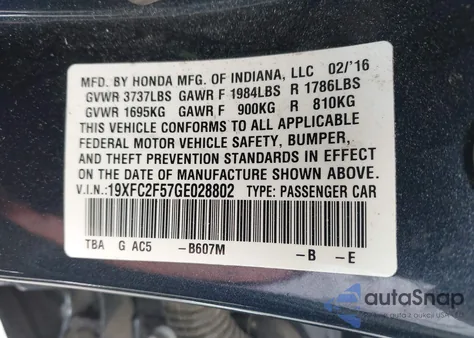 MFD. BY HONDA MFG. OF INDIANA, LLC 02/'16
GVWR 3737LBS GAWR F 1984LBS R 1786LBS
GVWR 1695KG GAWR F 900KG R 810KG
THIS VEHICLE CONFORMS TO ALL APPLICABLE
FEDERAL MOTOR VEHICLE SAFETY, BUMPER,
AND THEFT PREVENTION STANDARDS IN EFFECT
ON THE DATE OF MANUFACTURE SHOWN ABOVE.
V.I.N.:19XFC2F57GE028802 TYPE: PASSENGER CAR
TBA G AC5 -B607M -B -E
autoSnap